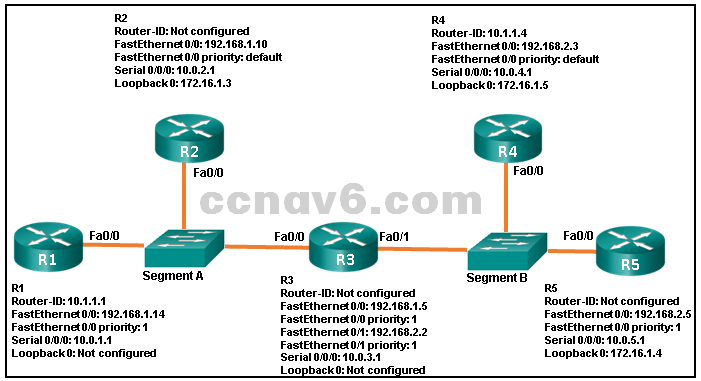 R2
Router-ID: Not configured
FastEthernet 0/0: 192.168.1.10
FastEthernet 0/0 priority: default
Serial 0/0/0: 10.0.2.1
Loopback 0: 172.16.1.3
R4
Router-ID: 10.1.1.4
FastEthernet 0/0: 192.168.2.3
FastEthernet 0/0 priority: default
Serial 0/0/0: 10.0.4.1
Loopback 0: 172.16.1.5
R2
Fa0/0
R4
Fa0/0
ccnav6.com
R1
Fa0/0
Segment A
Fa0/0
R3
Fa0/1
Segment B
Fa0/0
R5
R1
Router-ID: 10.1.1.1
FastEthernet 0/0: 192.168.1.14
FastEthernet 0/0 priority: 1
Serial 0/0/0: 10.0.1.1
Loopback 0: Not configured
R3
Router-ID: Not configured
FastEthernet 0/0: 192.168.1.5
FastEthernet 0/0 priority: 1
FastEthernet 0/1: 192.168.2.2
FastEthernet 0/1 priority: 1
Serial 0/0/0: 10.0.3.1
Loopback 0: Not configured
R5
Router-ID: Not configured
FastEthernet 0/0: 192.168.2.5
FastEthernet 0/0 priority: 1
Serial 0/0/0: 10.0.5.1
Loopback 0: 172.16.1.4